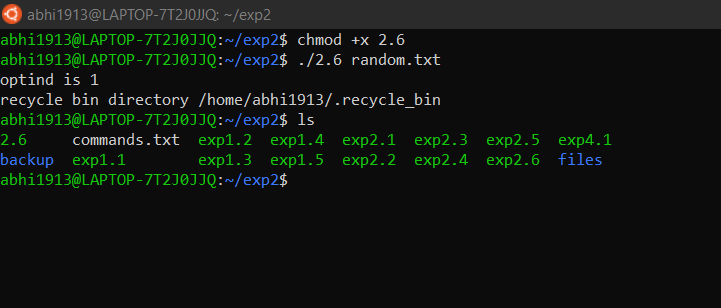 abhi1913@LAPTOP-7T2J0JJQ: ~/exp2
abhi1913@LAPTOP-7T2J0JJQ:~/exp2$ chmod +x 2.6
abhi1913@LAPTOP-7T2J0JJQ:~/exp2$ ./2.6 random.txt
optind is 1
recycle bin directory /home/abhi1913/.recycle_bin
abhi1913@LAPTOP-7T2J0JJQ:~/exp2$ ls
2.6     commands.txt  exp1.2  exp1.4  exp2.1  exp2.3  exp2.5  exp4.1
backup  exp1.1        exp1.3  exp1.5  exp2.2  exp2.4  exp2.6  files
abhi1913@LAPTOP-7T2J0JJQ:~/exp2$